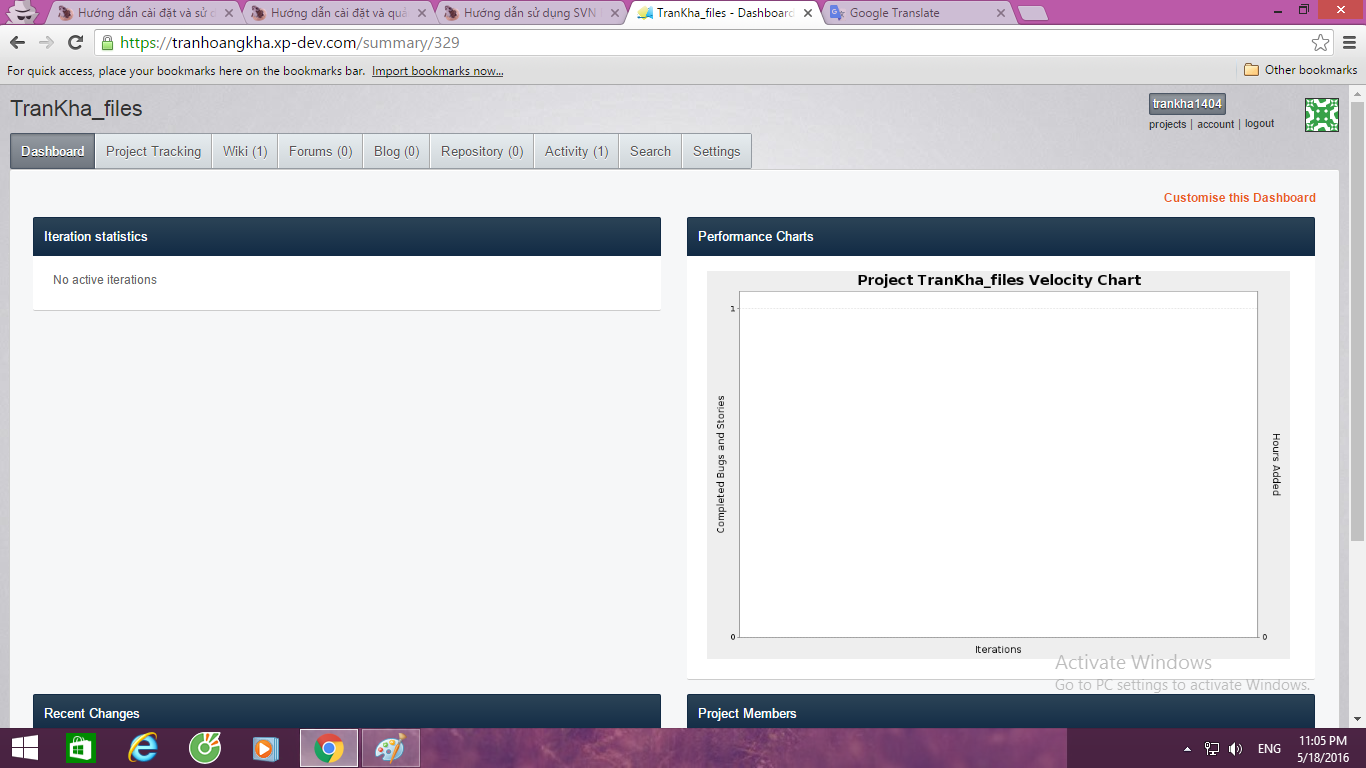 Hướng dẫn cài đặt và sử d
Hướng dẫn cài đặt và quả
Hướng dẫn sử dụng SVN
TranKha_files - Dashboard
Google Translate
https://tranhoangkha.xp-dev.com/summary/329
For quick access, place your bookmarks here on the bookmarks bar. Import bookmarks now...
Other bookmarks
TranKha_files
trankha1404
projects | account | logout
Dashboard
Project Tracking
Wiki (1)
Forums (0)
Blog (0)
Repository (0)
Activity (1)
Search
Settings
Customise this Dashboard
Iteration statistics
No active iterations
Performance Charts
Project TranKha_files Velocity Chart
1
Completed Bugs and Stories
Hours Added
0
0
Iterations
Activate Windows
Go to PC settings to activate Windows.
Recent Changes
Project Members
ENG
11:05 PM
5/18/2016